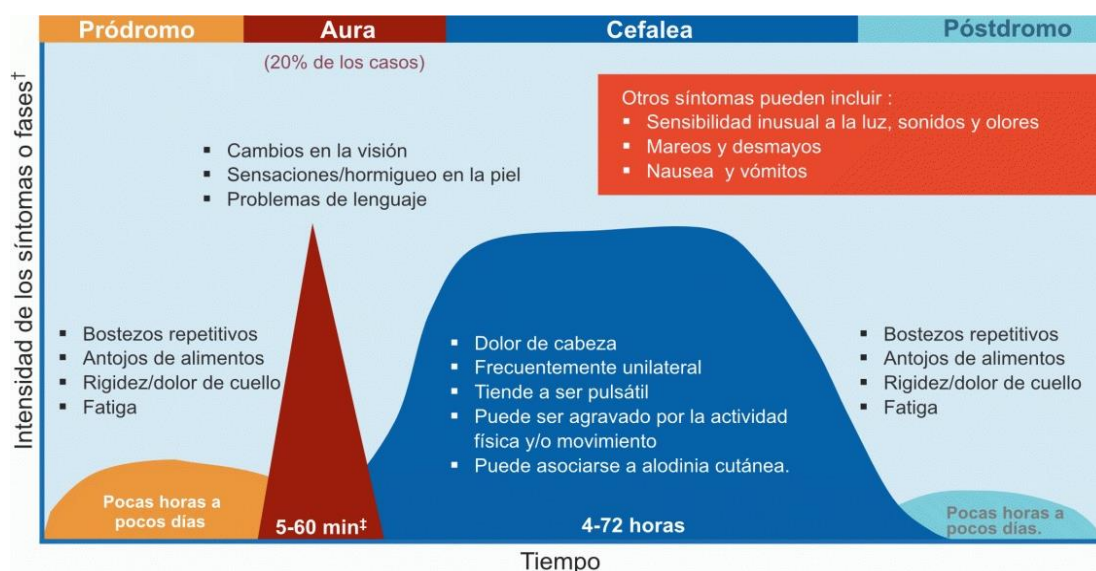 Pródromo
Aura
Cefalea
Póstdromo
(20% de los casos)
Otros síntomas pueden incluir :
▪ Sensibilidad inusual a la luz, sonidos y olores
▪ Mareos y desmayos
▪ Nausea y vómitos
▪ Cambios en la visión
▪ Sensaciones/hormigueo en la piel
▪ Problemas de lenguaje
Intensidad de los síntomas o fases†
▪ Bostezos repetitivos
▪ Antojos de alimentos
▪ Rigidez/dolor de cuello
▪ Fatiga
▪ Dolor de cabeza
▪ Frecuentemente unilateral
▪ Tiende a ser pulsátil
▪ Puede ser agravado por la actividad
física y/o movimiento
▪ Puede asociarse a alodinia cutánea.
▪ Bostezos repetitivos
▪ Antojos de alimentos
▪ Rigidez/dolor de cuello
▪ Fatiga
Pocas horas a
pocos días
5-60 min‡
4-72 horas
Pocas horas a
pocos días.
Tiempo